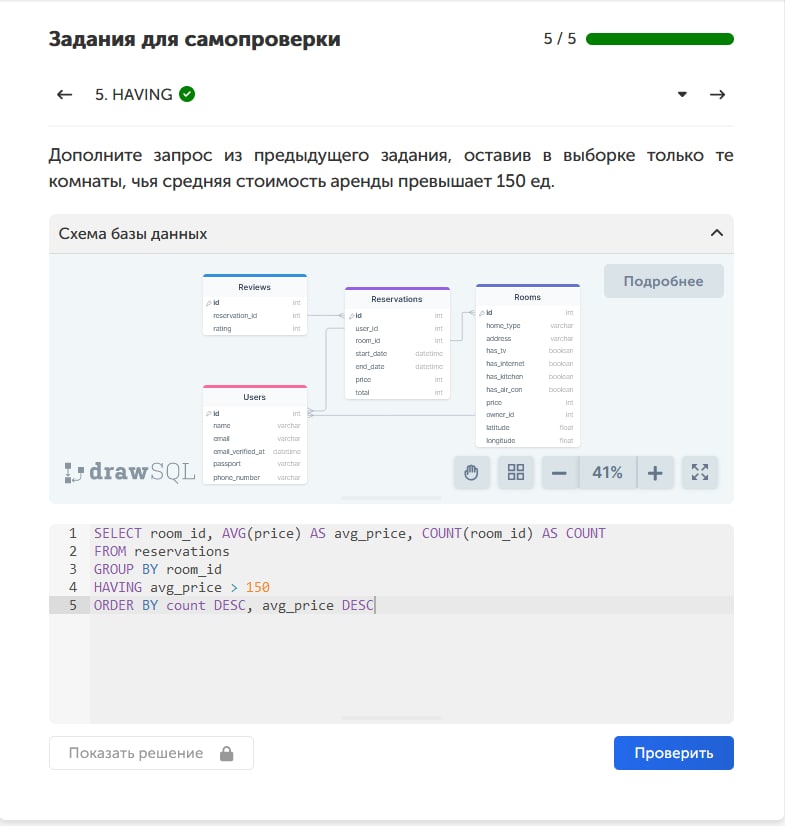 Задания для самопроверки
5 / 5
5. HAVING
Дополните запрос из предыдущего задания, оставив в выборке только те
комнаты, чья средняя стоимость аренды превышает 150 ед.
Схема базы данных
Подробнее
Reviews
id int
reservation_id int
rating int
Reservations
id int
user_id int
room_id int
start_date datetime
end_date datetime
price int
total int
Rooms
id int
home_type varchar
address varchar
has_tv boolean
has_internet boolean
has_kitchen boolean
has_air_con boolean
price int
owner_id int
latitude float
longitude float
Users
id int
name varchar
email varchar
email_verified_at datetime
passport varchar
phone_number varchar
drawSQL
41%
1 SELECT room_id, AVG(price) AS avg_price, COUNT(room_id) AS COUNT
2 FROM reservations
3 GROUP BY room_id
4 HAVING avg_price > 150
5 ORDER BY count DESC, avg_price DESC
Показать решение
Проверить